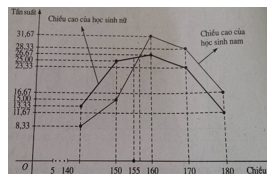 Tần suất
Chiều cao của học sinh nữ
Chiều cao của
học sinh nam
31,67
28,33
26,67
25,00
23,33
16,67
15,00
13,33
11,67
8,33
O
5 140 150 155 160 170 180 Chiều